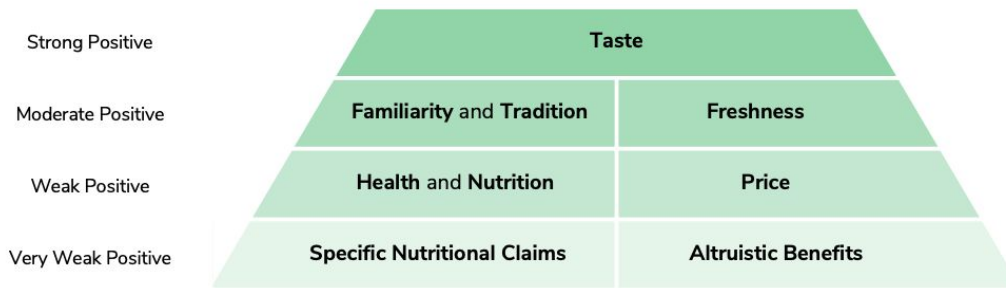 Strong Positive
Taste
Moderate Positive
Familiarity and Tradition
Freshness
Weak Positive
Health and Nutrition
Price
Very Weak Positive
Specific Nutritional Claims
Altruistic Benefits